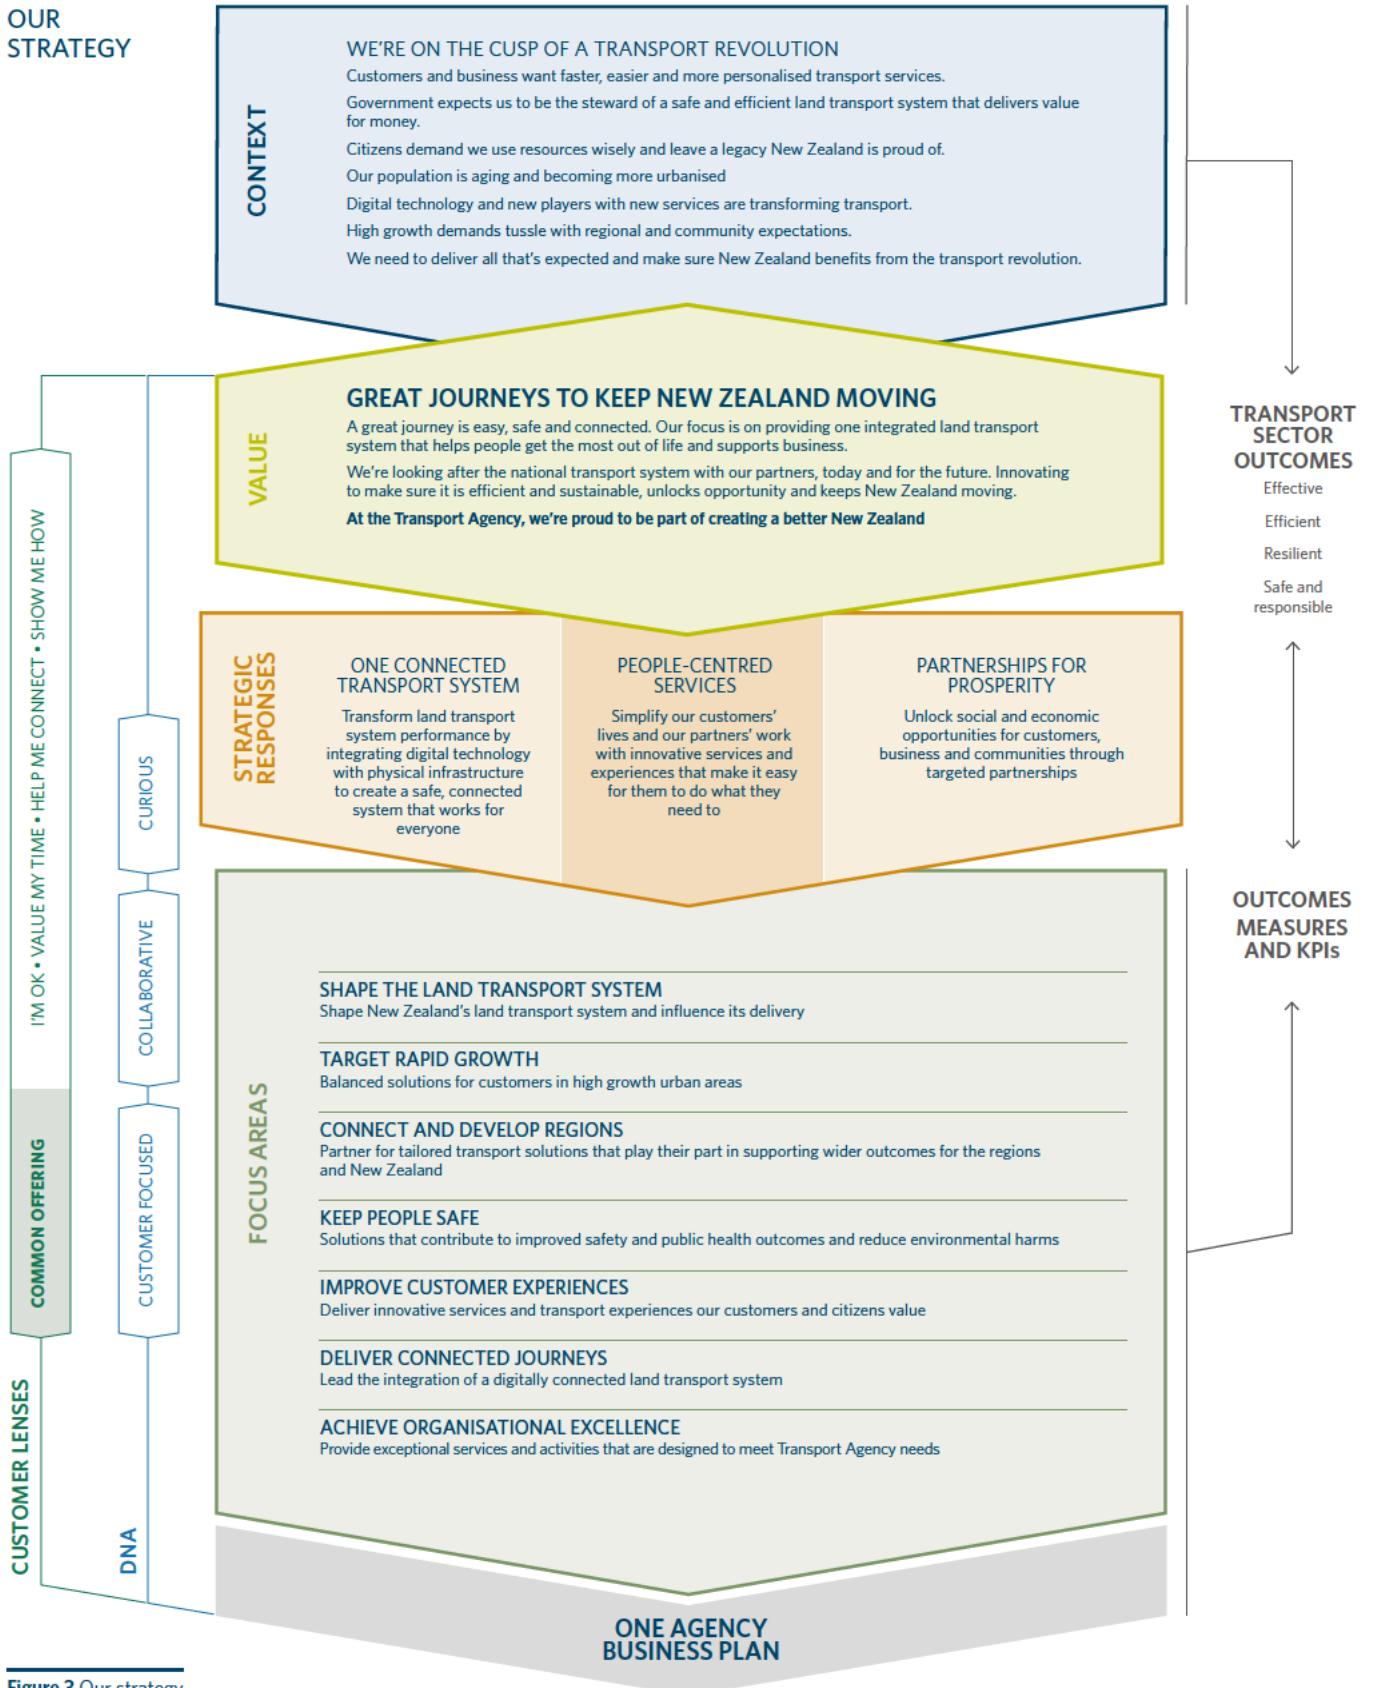 OUR
STRATEGY
CONTEXT
WE'RE ON THE CUSP OF A TRANSPORT REVOLUTION
Customers and business want faster, easier and more personalised transport services.
Government expects us to be the steward of a safe and efficient land transport system that delivers value
for money.
Citizens demand we use resources wisely and leave a legacy New Zealand is proud of.
Our population is aging and becoming more urbanised
Digital technology and new players with new services are transforming transport.
High growth demands tussle with regional and community expectations.
We need to deliver all that's expected and make sure New Zealand benefits from the transport revolution.
VALUE
GREAT JOURNEYS TO KEEP NEW ZEALAND MOVING
A great journey is easy, safe and connected. Our focus is on providing one integrated land transport
system that helps people get the most out of life and supports business.
We're looking after the national transport system with our partners, today and for the future. Innovating
to make sure it is efficient and sustainable, unlocks opportunity and keeps New Zealand moving.
At the Transport Agency, we're proud to be part of creating a better New Zealand
STRATEGIC
RESPONSES
ONE CONNECTED
TRANSPORT SYSTEM
Transform land transport
system performance by
integrating digital technology
with physical infrastructure
to create a safe, connected
system that works for
everyone
PEOPLE-CENTRED
SERVICES
Simplify our customers'
lives and our partners' work
with innovative services and
experiences that make it easy
for them to do what they
need to
PARTNERSHIPS FOR
PROSPERITY
Unlock social and economic
opportunities for customers,
business and communities through
targeted partnerships
FOCUS AREAS
SHAPE THE LAND TRANSPORT SYSTEM
Shape New Zealand's land transport system and influence its delivery
TARGET RAPID GROWTH
Balanced solutions for customers in high growth urban areas
CONNECT AND DEVELOP REGIONS
Partner for tailored transport solutions that play their part in supporting wider outcomes for the regions
and New Zealand
KEEP PEOPLE SAFE
Solutions that contribute to improved safety and public health outcomes and reduce environmental harms
IMPROVE CUSTOMER EXPERIENCES
Deliver innovative services and transport experiences our customers and citizens value
DELIVER CONNECTED JOURNEYS
Lead the integration of a digitally connected land transport system
ACHIEVE ORGANISATIONAL EXCELLENCE
Provide exceptional services and activities that are designed to meet Transport Agency needs
ONE AGENCY
BUSINESS PLAN
CUSTOMER LENSES
COMMON OFFERING
I'M OK • VALUE MY TIME • HELP ME CONNECT • SHOW ME HOW
DNA
CUSTOMER FOCUSED
COLLABORATIVE
CURIOUS
TRANSPORT
SECTOR
OUTCOMES
Effective
Efficient
Resilient
Safe and
responsible
OUTCOMES
MEASURES
AND KPIs
Figure 3 Our strategy